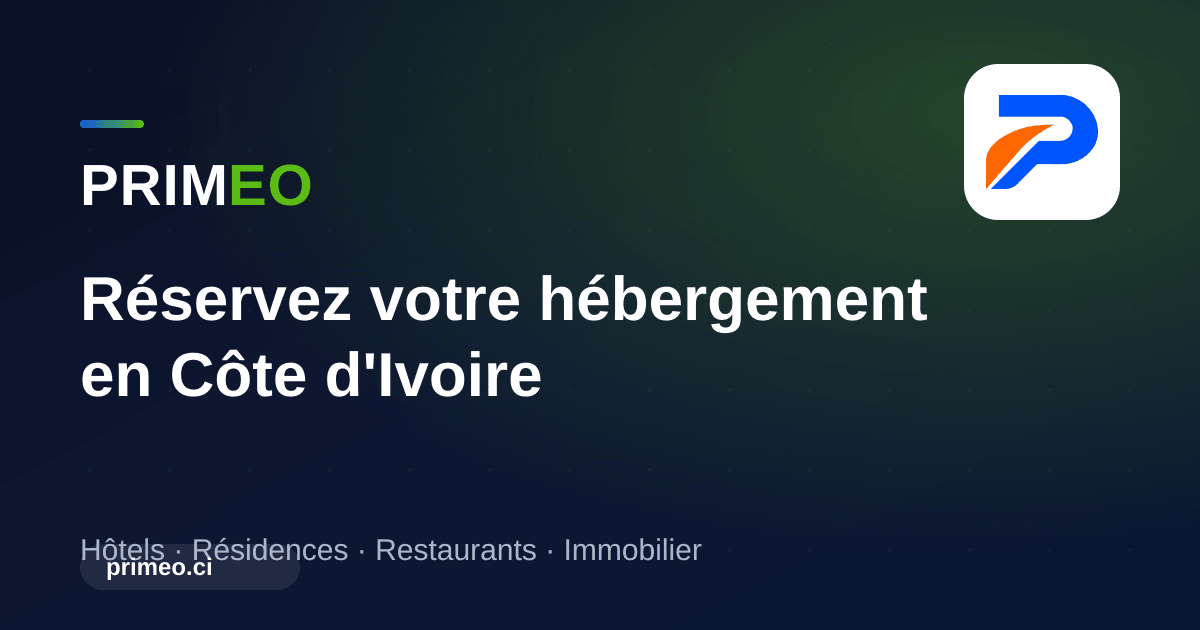 PRIMEO
Réservez votre hébergement
en Côte d'Ivoire
Hôtels · Résidences · Restaurants · Immobilier
primeo.ci